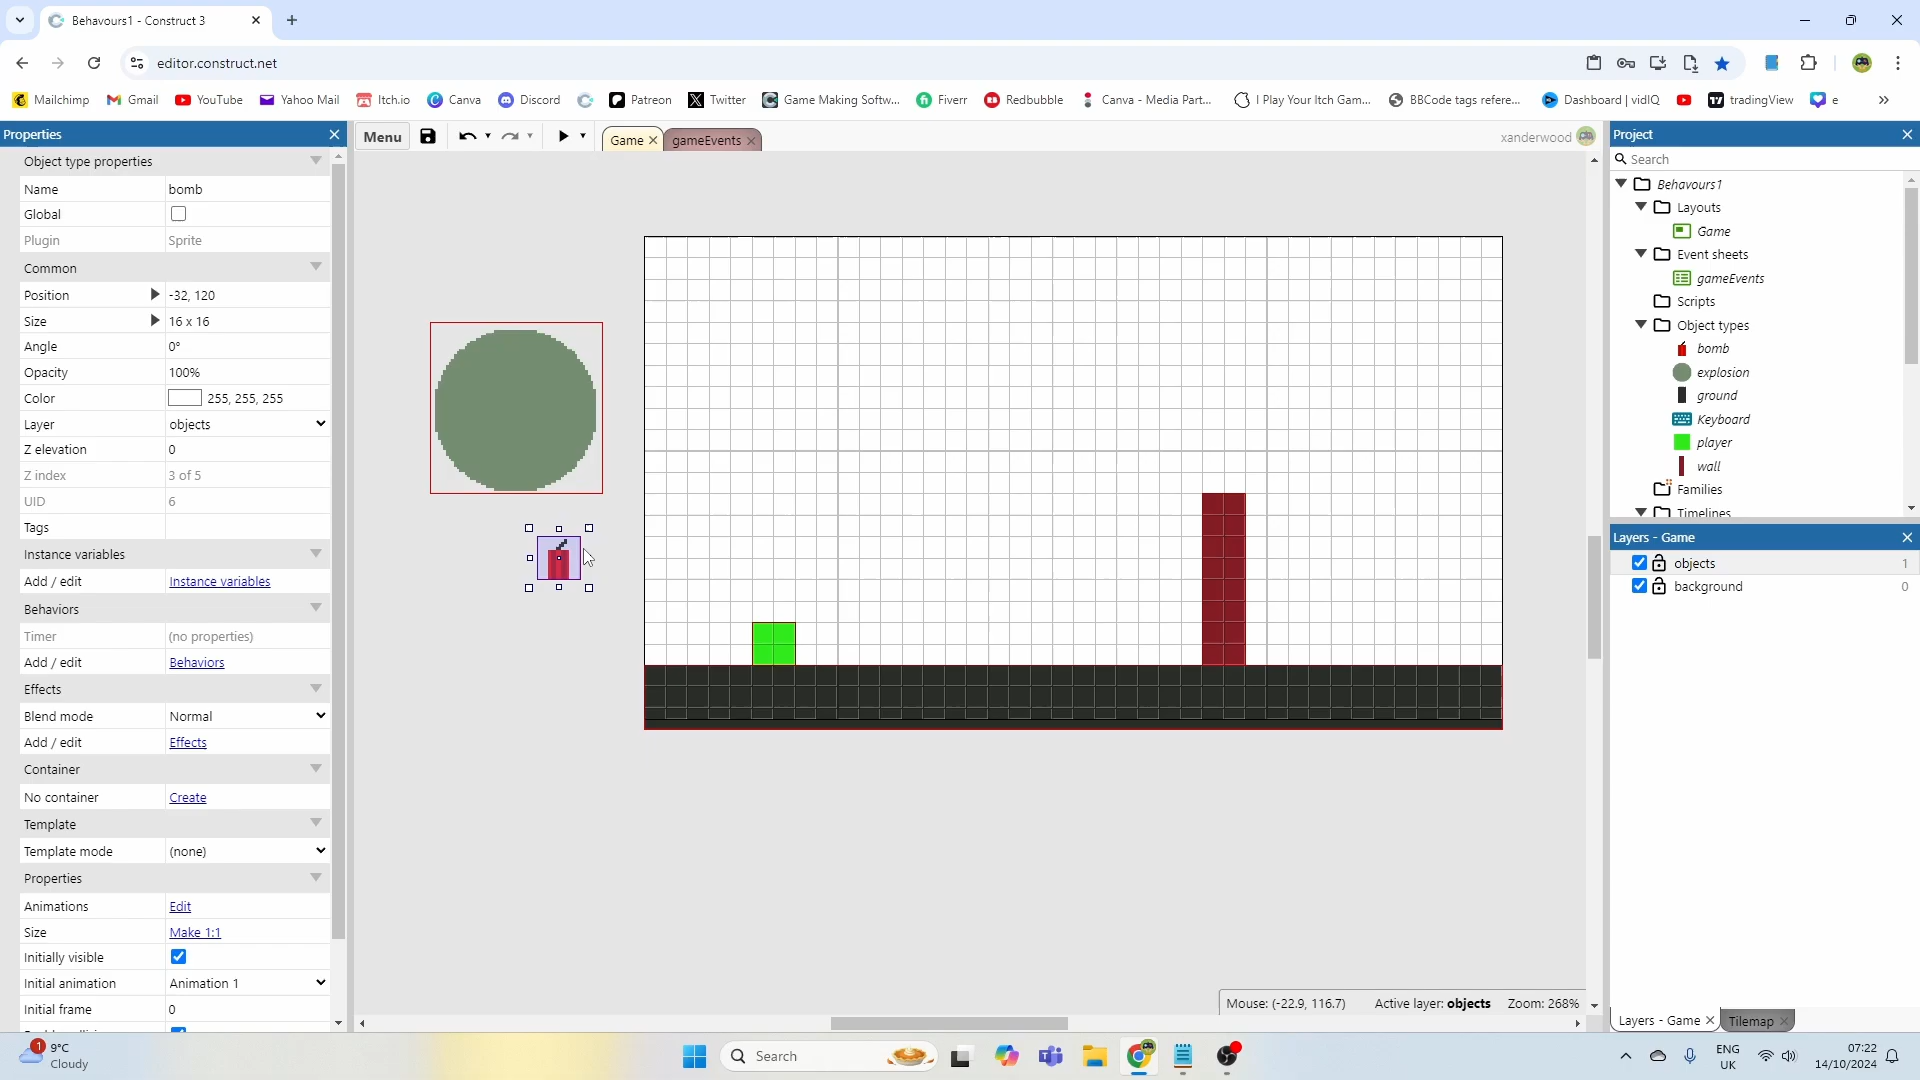 Behavours1 - Construct 3
editor.construct.net
Mailchimp
Gmail
YouTube
Yahoo Mail
Itch.io
Canva
Discord
Patreon
Twitter
Game Making Softw...
Fiverr
Redbubble
Canva - Media Part...
I Play Your Itch Gam...
BBCode tags refere...
Dashboard | vidIQ
tradingView
e
Properties
Menu
Game
gameEvents
xanderwood
Project
Object type properties
Name bomb
Global
Plugin Sprite
Common
Position -32, 120
Size 16 x 16
Angle 0°
Opacity 100%
Color 255, 255, 255
Layer objects
Z elevation 0
Z index 3 of 5
UID 6
Tags
Instance variables
Add / edit Instance variables
Behaviors
Timer (no properties)
Add / edit Behaviors
Effects
Blend mode Normal
Add / edit Effects
Container
No container Create
Template
Template mode (none)
Properties
Animations Edit
Size Make 1:1
Initially visible
Initial animation Animation 1
Initial frame 0
Search
Behavours1
Layouts
Game
Event sheets
gameEvents
Scripts
Object types
bomb
explosion
ground
Keyboard
player
wall
Families
Timelines
Layers - Game
objects 1
background 0
Mouse: (-22.9, 116.7) Active layer: objects Zoom: 268%
Layers - Game
Tilemap
1
9°C
Cloudy
Search
ENG
UK
07:22
14/10/2024